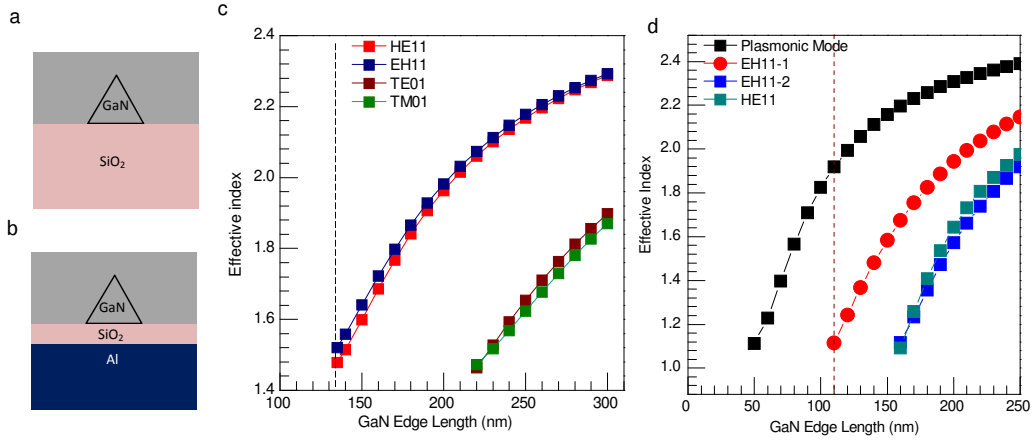 a
GaN
SiO₂
b
GaN
SiO₂
Al
c
HE11
EH11
TE01
TM01
2.4
2.2
2.0
1.8
1.6
1.4
Effective Index
100 150 200 250 300
GaN Edge Length (nm)
d
Plasmonic Mode
EH11-1
EH11-2
HE11
2.4
2.2
2.0
1.8
1.6
1.4
1.2
1.0
Effective Index
0 50 100 150 200 250
GaN Edge Length (nm)